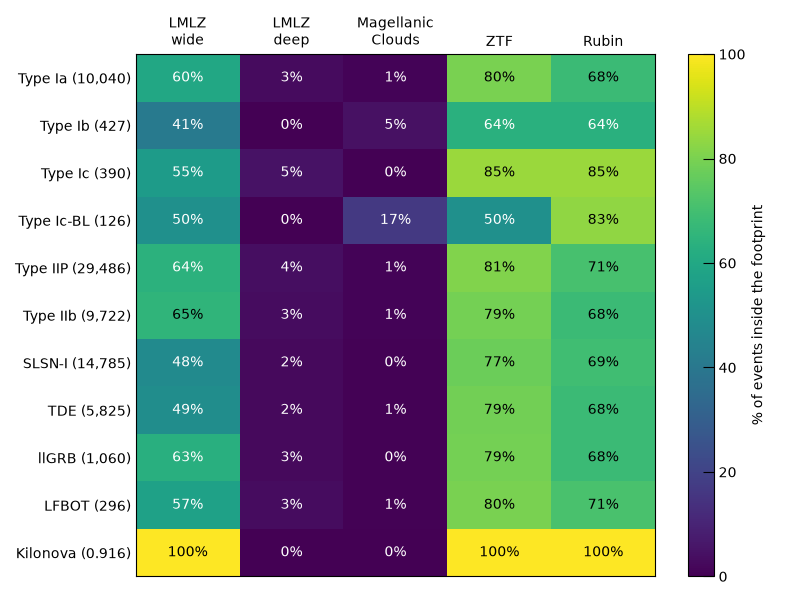 LMLZ wide LMLZ deep Magellanic Clouds ZTF Rubin
Type Ia (10,040) 60% 3% 1% 80% 68%
Type Ib (427) 41% 0% 5% 64% 64%
Type Ic (390) 55% 5% 0% 85% 85%
Type Ic-BL (126) 50% 0% 17% 50% 83%
Type IIP (29,486) 64% 4% 1% 81% 71%
Type IIb (9,722) 65% 3% 1% 79% 68%
SLSN-I (14,785) 48% 2% 0% 77% 69%
TDE (5,825) 49% 2% 1% 79% 68%
llGRB (1,060) 63% 3% 0% 79% 68%
LFBOT (296) 57% 3% 1% 80% 71%
Kilonova (0.916) 100% 0% 0% 100% 100%
100
80
60
40
20
0
% of events inside the footprint